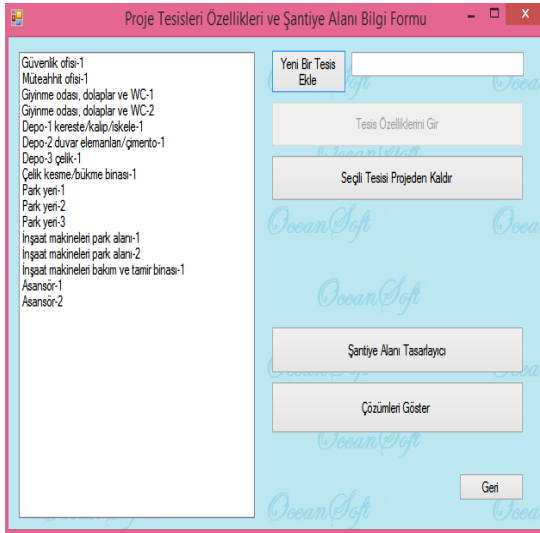 Proje Tesisleri Özellikleri ve Şantiye Alanı Bilgi Formu
Güvenlik ofisi-1
Müteahhit ofisi-1
Giyinme odası, dolaplar ve WC-1
Giyinme odası, dolaplar ve WC-2
Depo-1 kereste/kalıp/iskele-1
Depo-2 duvar elemanları/çimento-1
Depo-3 çelik-1
Çelik kesme/bükme binası-1
Park yeri-1
Park yeri-2
Park yeri-3
İnşaat makineleri park alanı-1
İnşaat makineleri park alanı-2
İnşaat makineleri bakım ve tamir binası-1
Asansör-1
Asansör-2
Yeni Bir Tesis
Ekle
Tesis Özelliklerini Gir
Seçili Tesisi Projeden Kaldır
OceanSoft
OceanSoft
Şantiye Alanı Tasarlayıcı
Çözümleri Göster
OceanSoft
Geri
OceanSoft